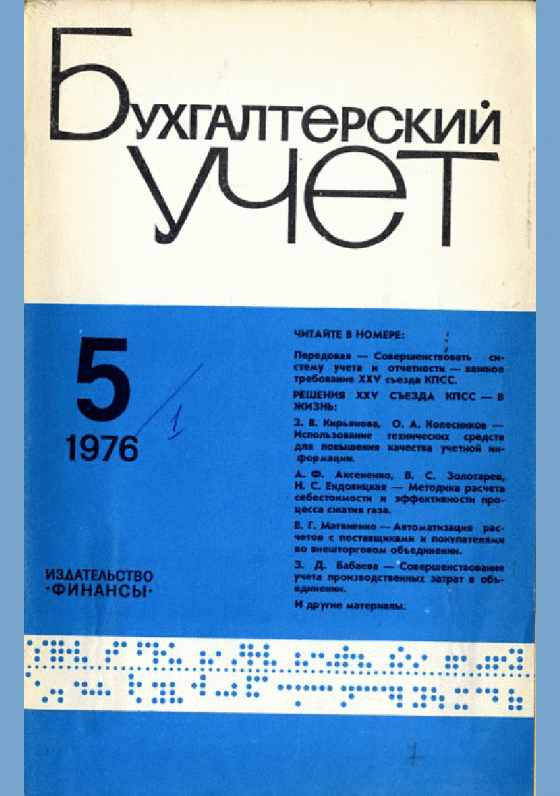 Бухгалтерский
учет
5
1976
1
ИЗДАТЕЛЬСТВО
·ФИНАНСЫ·
ЧИТАЙТЕ В НОМЕРЕ:
Передовая — Совершенствовать си-
стему учета и отчетности — важное
требование XXV съезда КПСС.
РЕШЕНИЯ XXV СЪЕЗДА КПСС — В
ЖИЗНЬ:
З. В. Кирьянова, О. А. Колесников —
Использование технических средств
для повышения качества учетной ин-
формации.
А. Ф. Аксененко, В. С. Золотарев,
Н. С. Ендовицкая — Методика расчета
себестоимости и эффективности про-
цесса сжатия газа.
В. Г. Матвиенко — Автоматизация рас-
четов с поставщиками и покупателями
во внешторговом объединении.
З. Д. Бабаева — Совершенствование
учета производственных затрат в объ-
единении.
И другие материалы.